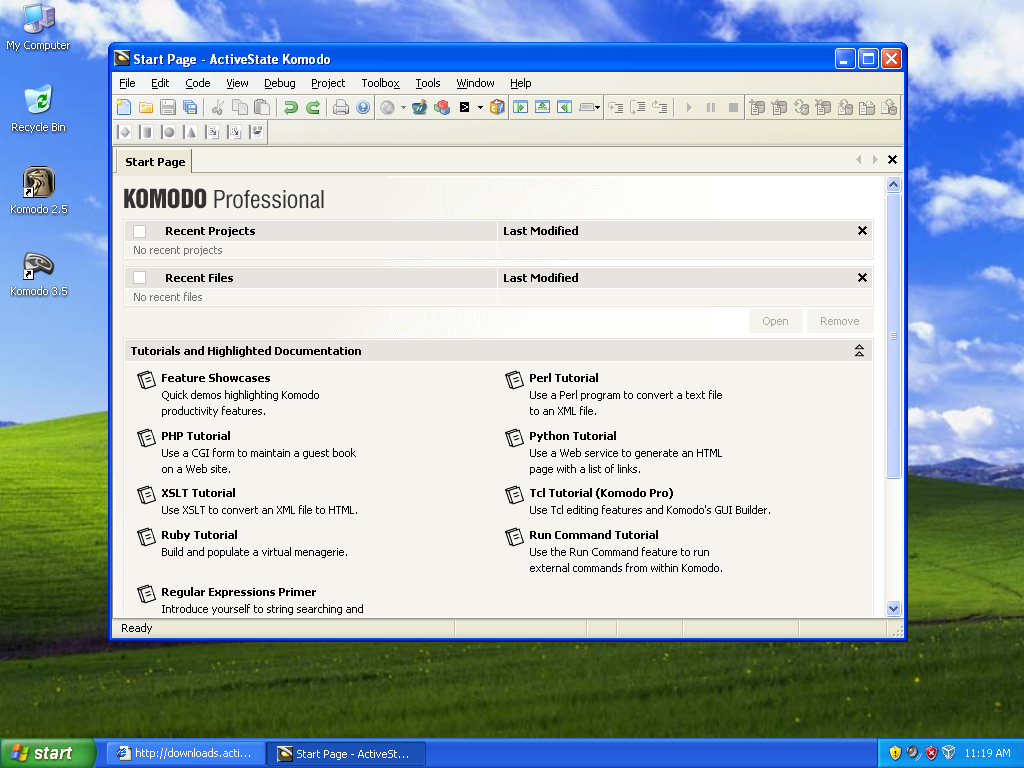 My Computer
Recycle Bin
Komodo 2.5
Komodo 3.5
Start Page - ActiveState Komodo
File Edit Code View Debug Project Toolbox Tools Window Help
Start Page
KOMODO Professional
Recent Projects Last Modified
No recent projects
Recent Files Last Modified
No recent files
Open Remove
Tutorials and Highlighted Documentation
Feature Showcases
Quick demos highlighting Komodo
productivity features.
Perl Tutorial
Use a Perl program to convert a text file
to an XML file.
PHP Tutorial
Use a CGI form to maintain a guest book
on a Web site.
Python Tutorial
Use a Web service to generate an HTML
page with a list of links.
XSLT Tutorial
Use XSLT to convert an XML file to HTML.
Tcl Tutorial (Komodo Pro)
Use Tcl editing features and Komodo's GUI Builder.
Ruby Tutorial
Build and populate a virtual menagerie.
Run Command Tutorial
Use the Run Command feature to run
external commands from within Komodo.
Regular Expressions Primer
Introduce yourself to string searching and
Ready
start
http://downloads.acti...
Start Page - ActiveSt...
11:19 AM